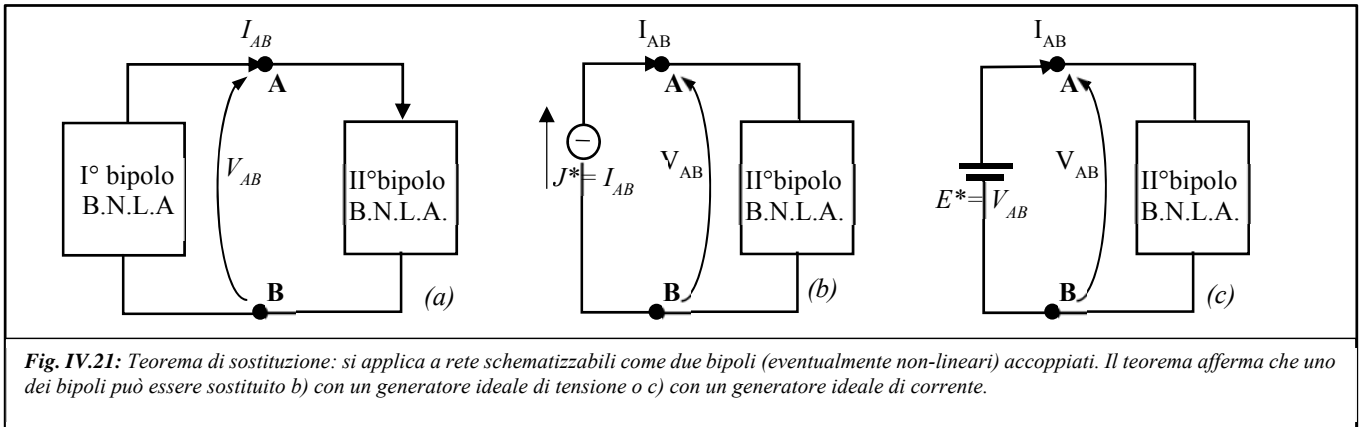 I_AB
A
I° bipolo
B.N.L.A
V_AB
II°bipolo
B.N.L.A.
B
(a)
I_AB
A
−
J*= I_AB
V_AB
II°bipolo
B.N.L.A.
B
(b)
I_AB
A
E*= V_AB
V_AB
II°bipolo
B.N.L.A.
B
(c)
Fig. IV.21: Teorema di sostituzione: si applica a rete schematizzabili come due bipoli (eventualmente non-lineari) accoppiati. Il teorema afferma che uno
dei bipoli può essere sostituito b) con un generatore ideale di tensione o c) con un generatore ideale di corrente.